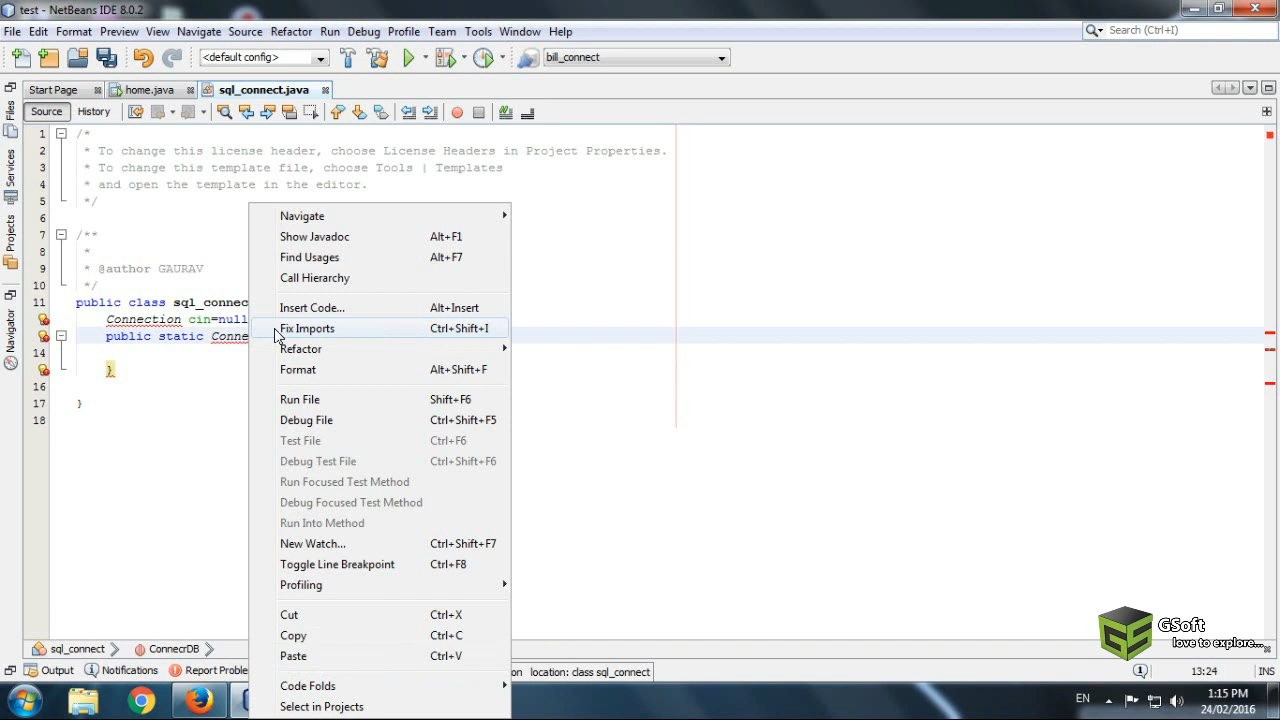 test - NetBeans IDE 8.0.2
File Edit Format Preview View Navigate Source Refactor Run Debug Profile Team Tools Window Help
Search (Ctrl+I)
<default config>
bill_connect
Start Page
home.java
sql_connect.java
Source
History
Files
Services
Projects
Navigator
1 /*
2 * To change this license header, choose License Headers in Project Properties.
3 * To change this template file, choose Tools | Templates
4 * and open the template in the editor.
5 */
6
7 /**
8 *
9 * @author GAURAV
10 */
11 public class sql_connec
Connection cin=null
public static Conne
14
}
16
17 }
18
Navigate
Show Javadoc Alt+F1
Find Usages Alt+F7
Call Hierarchy
Insert Code... Alt+Insert
Fix Imports Ctrl+Shift+I
Refactor
Format Alt+Shift+F
Run File Shift+F6
Debug File Ctrl+Shift+F5
Test File Ctrl+F6
Debug Test File Ctrl+Shift+F6
Run Focused Test Method
Debug Focused Test Method
Run Into Method
New Watch... Ctrl+Shift+F7
Toggle Line Breakpoint Ctrl+F8
Profiling
Cut Ctrl+X
Copy Ctrl+C
Paste Ctrl+V
Code Folds
Select in Projects
GSoft
love to explore...
sql_connect
ConnecrDB
Output
Notifications
Report Proble
on location: class sql_connect
13:24
INS
EN
1:15 PM
24/02/2016